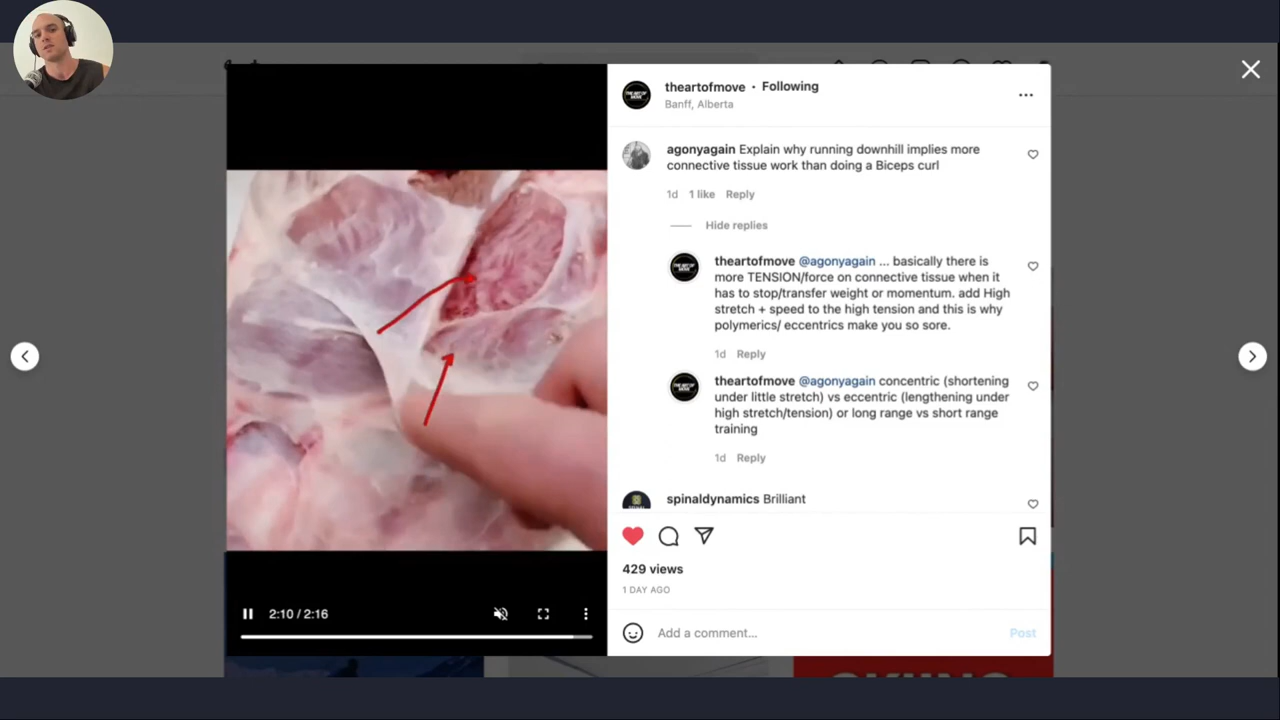 theartofmove • Following
Banff, Alberta
agonyagain Explain why running downhill implies more
connective tissue work than doing a Biceps curl
1d 1 like Reply
Hide replies
theartofmove @agonyagain ... basically there is
more TENSION/force on connective tissue when it
has to stop/transfer weight or momentum. add High
stretch + speed to the high tension and this is why
polymerics/ eccentrics make you so sore.
1d Reply
theartofmove @agonyagain concentric (shortening
under little stretch) vs eccentric (lengthening under
high stretch/tension) or long range vs short range
training
1d Reply
spinaldynamics Brilliant
429 views
1 DAY AGO
2:10 / 2:16
Add a comment...
Post